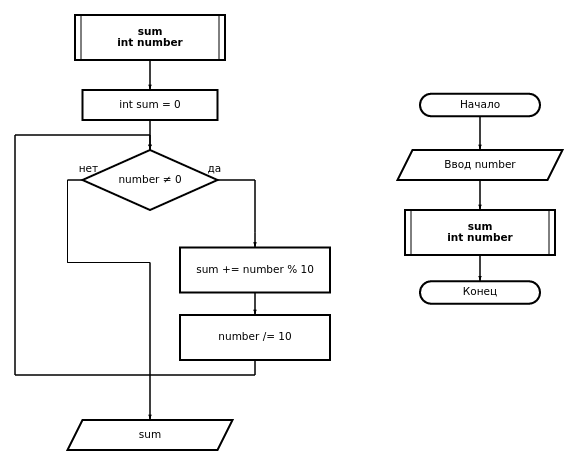 sum
int number
int sum = 0
нет
да
number ≠ 0
sum += number % 10
number /= 10
sum
Начало
Ввод number
sum
int number
Конец